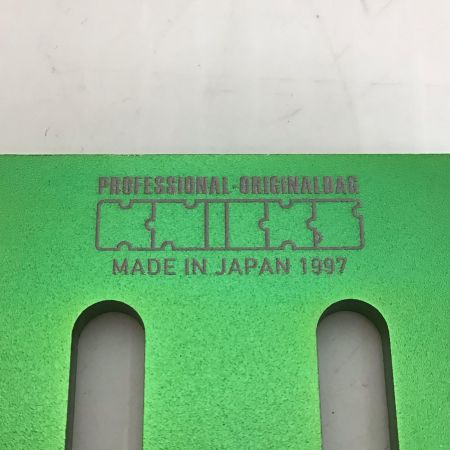 PROFESSIONAL-ORIGINALBAG
KNICKS
MADE IN JAPAN 1997